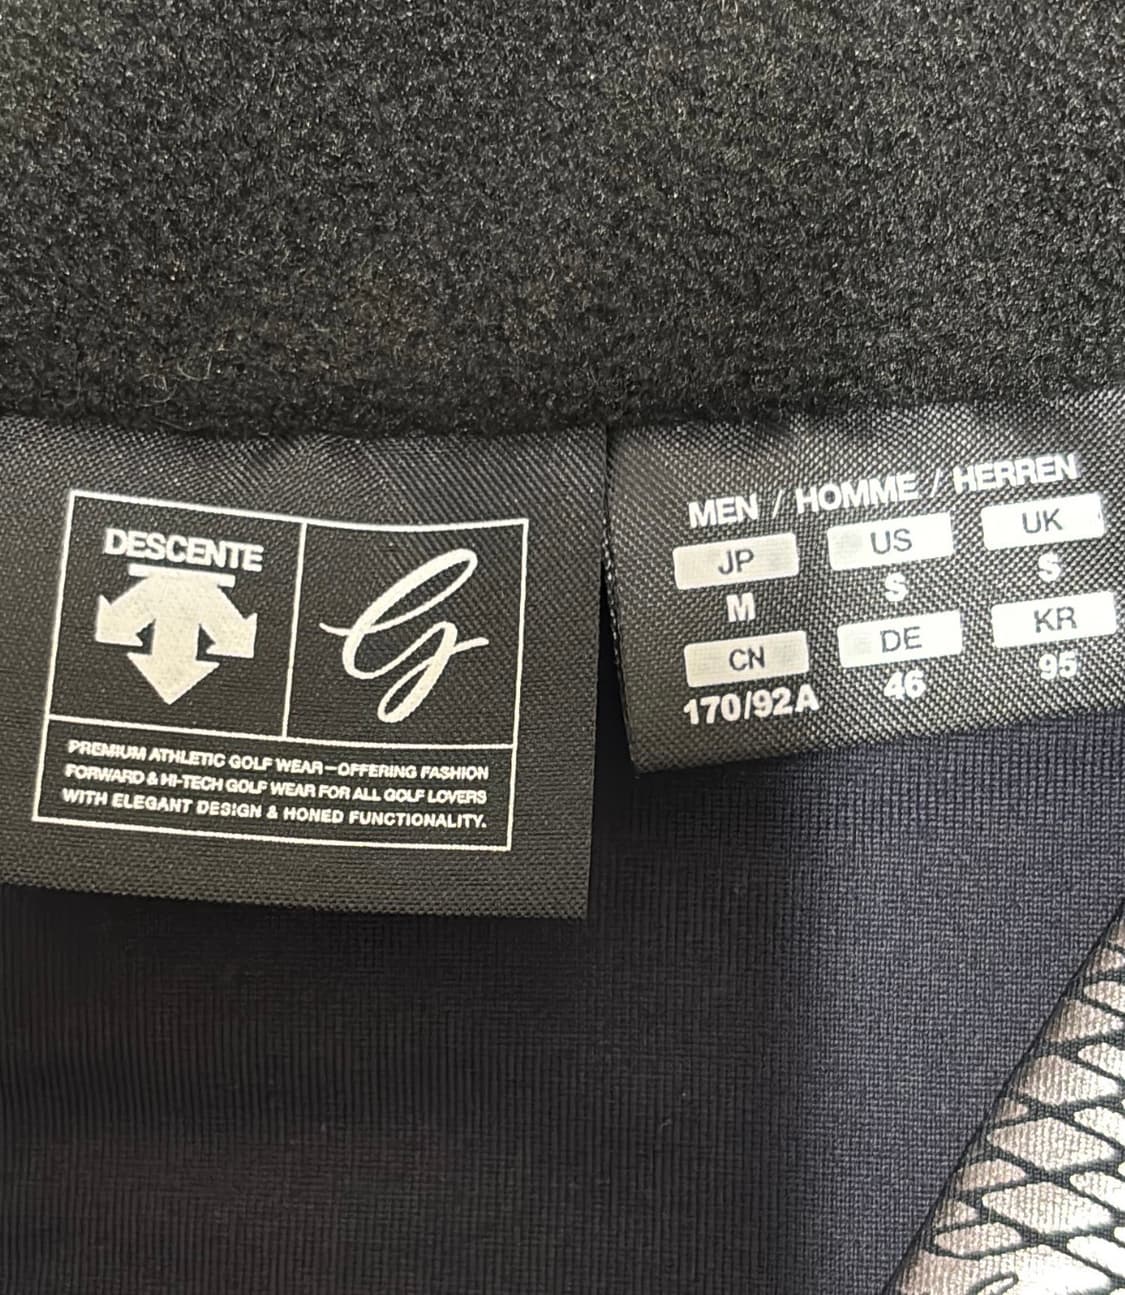 DESCENTE
G
PREMIUM ATHLETIC GOLF WEAR–OFFERING FASHION
FORWARD & HI-TECH GOLF WEAR FOR ALL GOLF LOVERS
WITH ELEGANT DESIGN & HONED FUNCTIONALITY.
MEN / HOMME / HERREN
JP US UK
M S S
CN DE KR
170/92A 46 95